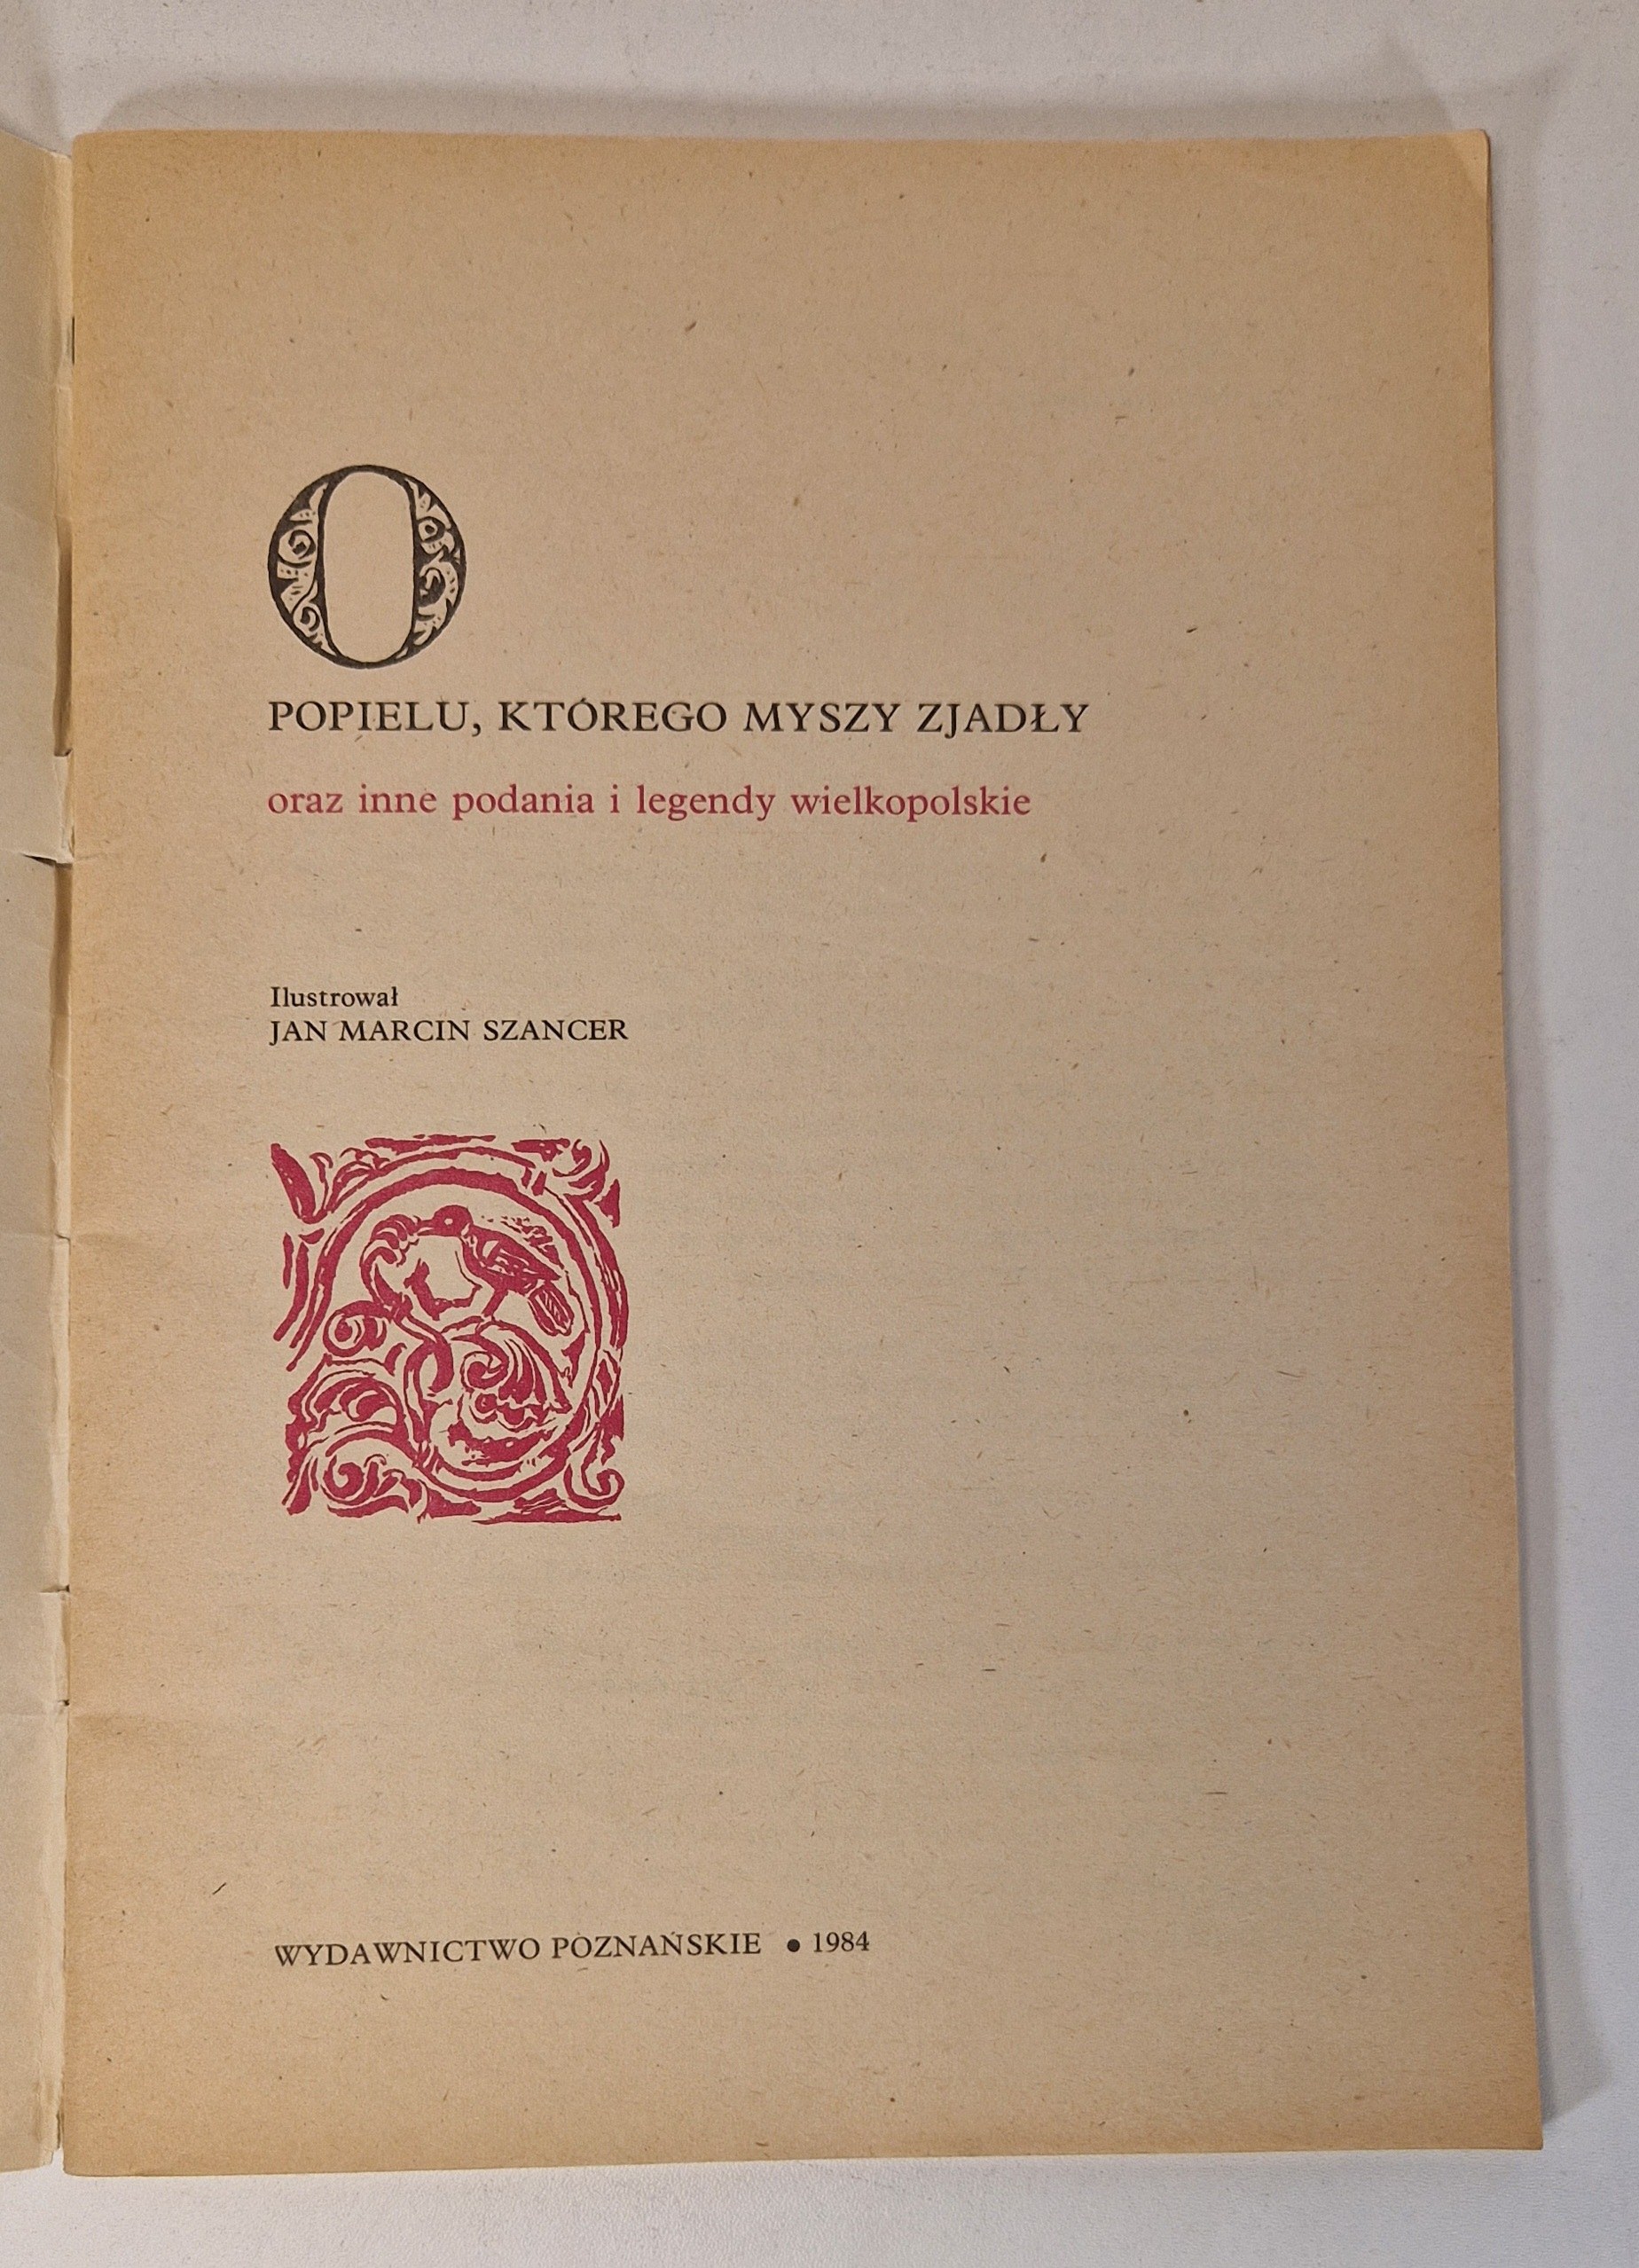 O
POPIELU, KTÓREGO MYSZY ZJADŁY
oraz inne podania i legendy wielkopolskie
Ilustrował
JAN MARCIN SZANCER
WYDAWNICTWO POZNAŃSKIE • 1984